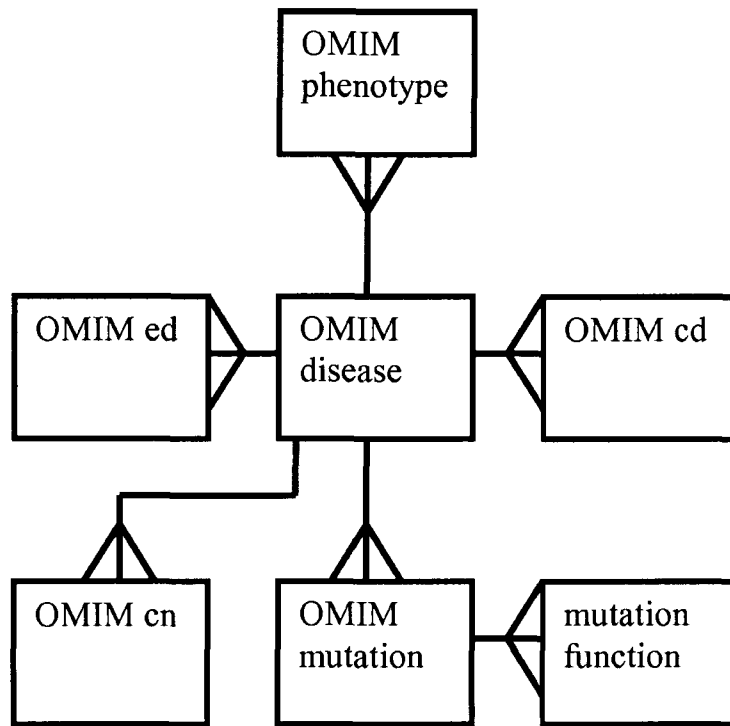 OMIM
phenotype
OMIM ed
OMIM
disease
OMIM cd
OMIM cn
OMIM
mutation
mutation
function